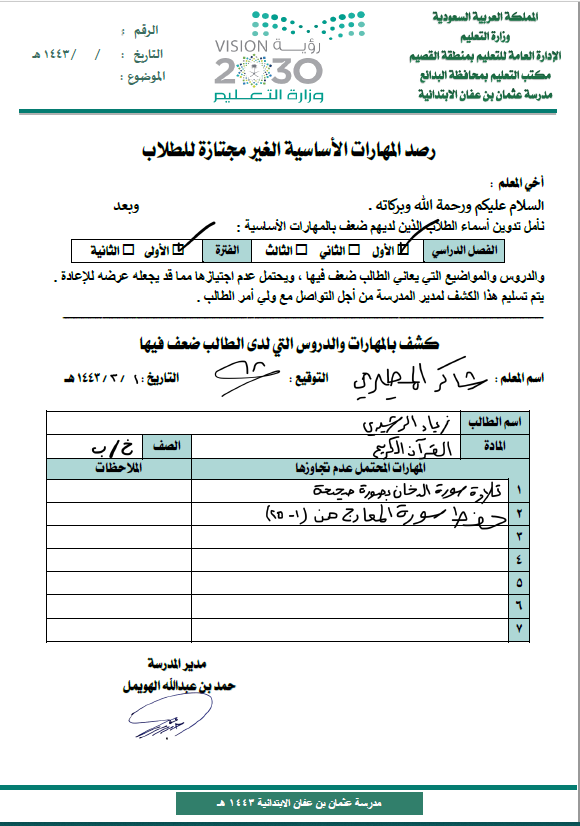 المملكة العربية السعودية
وزارة التعليم
الإدارة العامة للتعليم بمنطقة القصيم
مكتب التعليم بمحافظة البدائع
مدرسة عثمان بن عفان الابتدائية
VISION رؤية
2030
وزارة التعليم
الرقم :
التاريخ : / / ١٤٤٣ هـ
الموضوع :
رصد المهارات الأساسية الغير مجتازة للطلاب
أخي المعلم :
السلام عليكم ورحمة الله وبركاته . وبعد
نأمل تدوين أسماء الطلاب الذين لديهم ضعف بالمهارات الأساسية :
الفصل الدراسي ☑ الأول ☐ الثاني ☐ الثالث الفترة ☑ الأولى ☐ الثانية
والدروس والمواضيع التي يعاني الطالب ضعف فيها ، ويحتمل عدم اجتيازها مما قد يجعله عرضه للإعادة .
يتم تسليم هذا الكشف لمدير المدرسة من أجل التواصل مع ولي أمر الطالب .
كشف بالمهارات والدروس التي لدى الطالب ضعف فيها
اسم المعلم : شاكر المطيري التوقيع : التاريخ : ١ /٣/ ١٤٤٣ هـ
اسم الطالب زياد الرشيدي
المادة القرآن الكريم الصف خ/ب
المهارات المحتمل عدم تجاوزها الملاحظات
١ تلاوة سورة الدخان بصورة صحيحة
٢ حفظ سورة المعارج من (١-٢٥)
٣
٤
٥
٦
٧
مدير المدرسة
حمد بن عبدالله الهويمل
مدرسة عثمان بن عفان الابتدائية ١٤٤٣ هـ